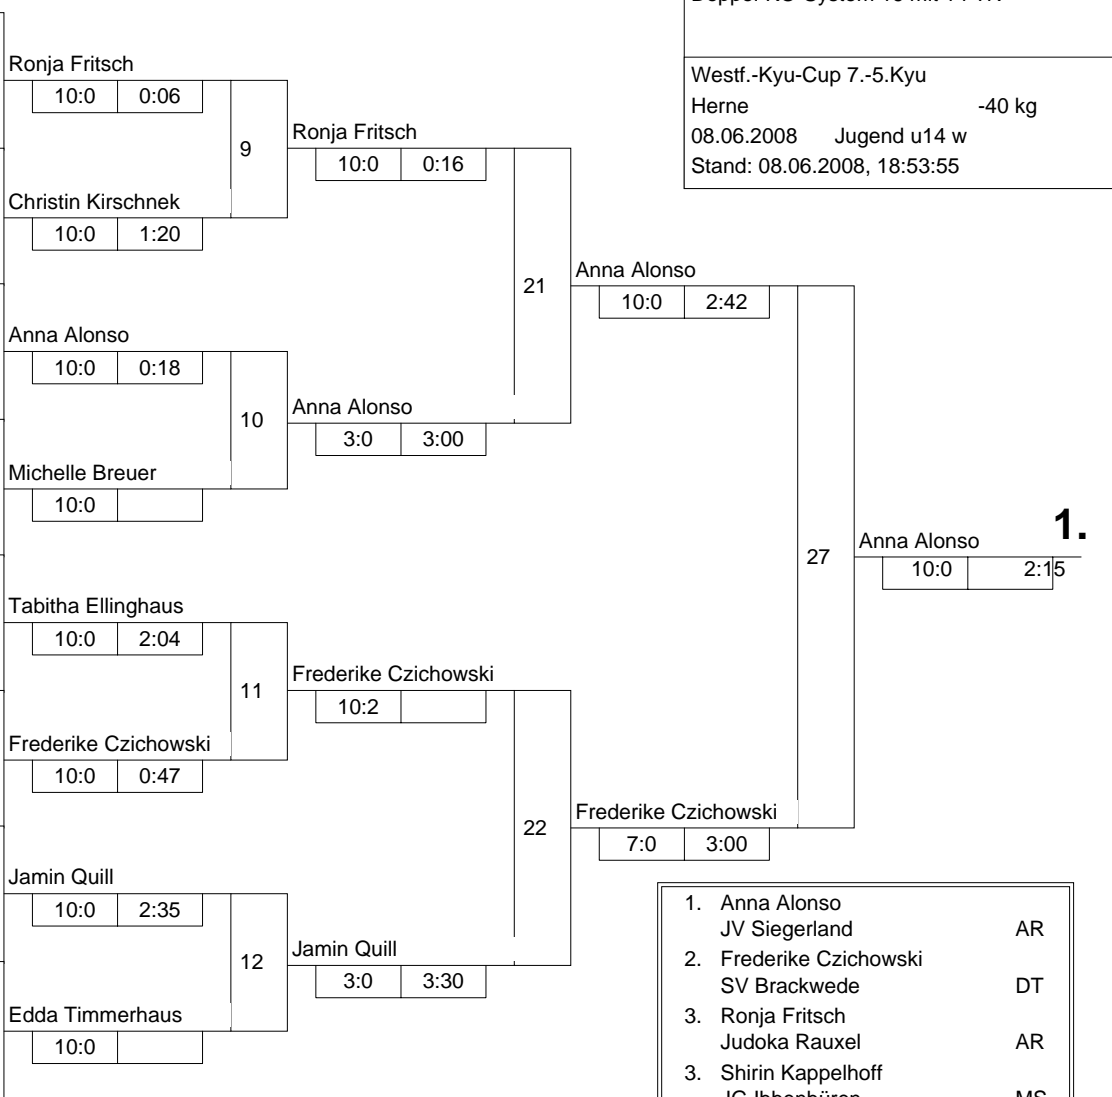 Westf.-Kyu-Cup 7.-5.Kyu
Herne -40 kg
08.06.2008 Jugend u14 w
Stand: 08.06.2008, 18:53:55
Ronja Fritsch
10:0 0:06
9
Christin Kirschnek
10:0 1:20
Ronja Fritsch
10:0 0:16
21
Anna Alonso
10:0 0:18
10
Michelle Breuer
10:0
Anna Alonso
3:0 3:00
Anna Alonso
10:0 2:42
27
Tabitha Ellinghaus
10:0 2:04
11
Frederike Czichowski
10:0 0:47
Frederike Czichowski
10:2
22
Jamin Quill
10:0 2:35
12
Edda Timmerhaus
10:0
Jamin Quill
3:0 3:30
Frederike Czichowski
7:0 3:00
1.
Anna Alonso
10:0 2:15
1. Anna Alonso
JV Siegerland AR
2. Frederike Czichowski
SV Brackwede DT
3. Ronja Fritsch
Judoka Rauxel AR
3. Shirin Kappelhoff